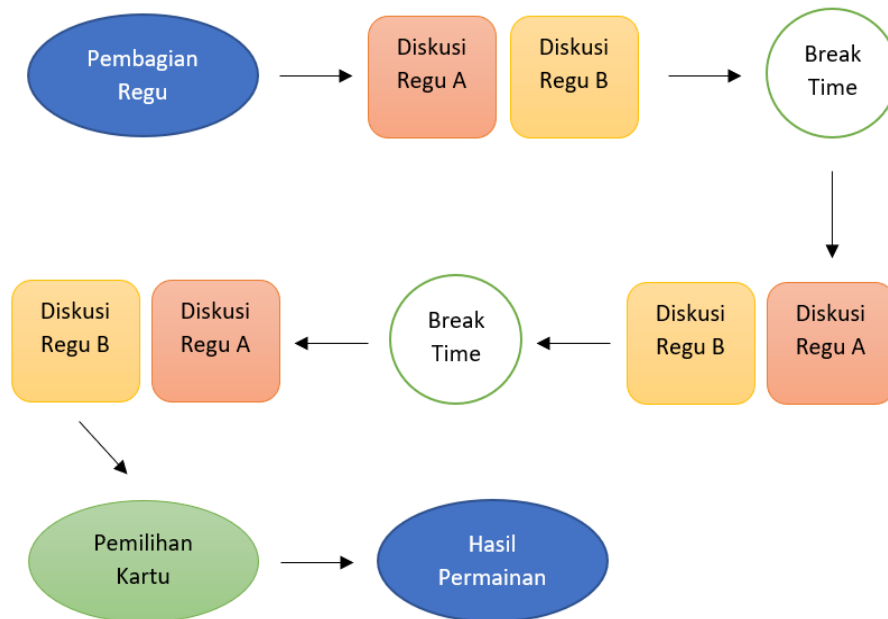 Pembagian
Regu
Diskusi
Regu A
Diskusi
Regu B
Break
Time
Diskusi
Regu A
Diskusi
Regu B
Break
Time
Diskusi
Regu A
Diskusi
Regu B
Pemilihan
Kartu
Hasil
Permainan